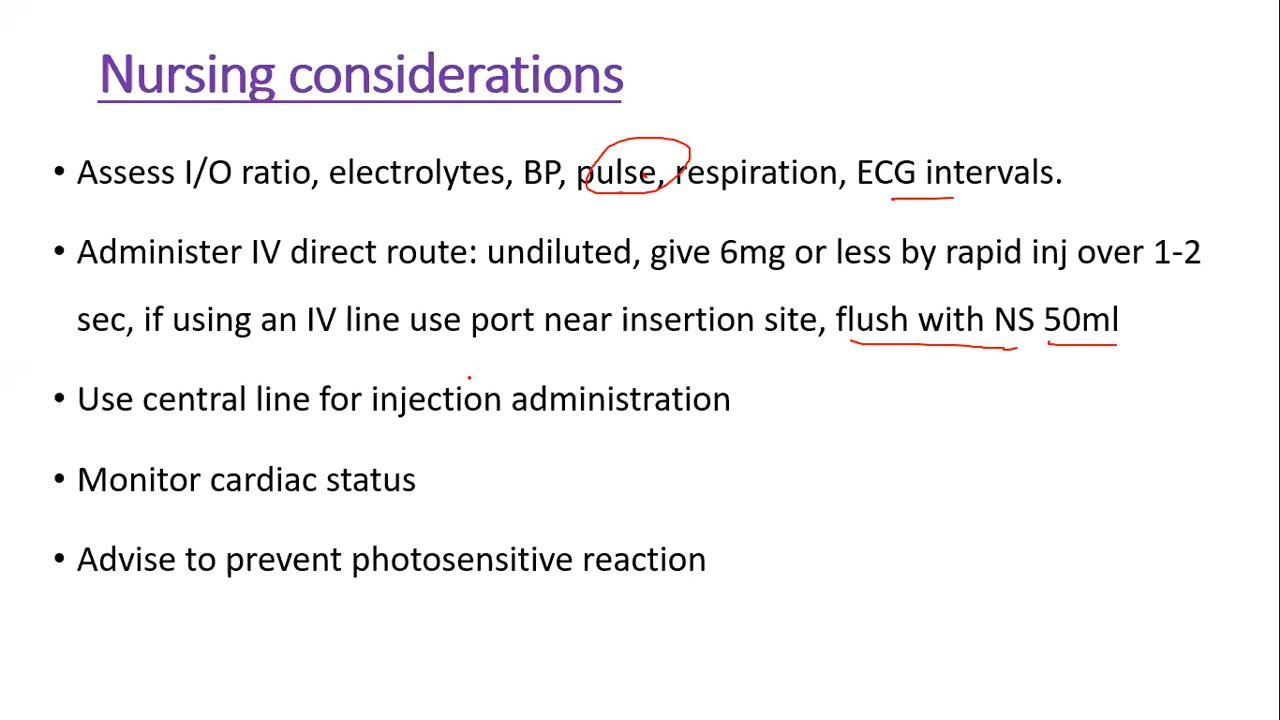 Nursing considerations
• Assess I/O ratio, electrolytes, BP, pulse, respiration, ECG intervals.
• Administer IV direct route: undiluted, give 6mg or less by rapid inj over 1-2
sec, if using an IV line use port near insertion site, flush with NS 50ml
• Use central line for injection administration
• Monitor cardiac status
• Advise to prevent photosensitive reaction